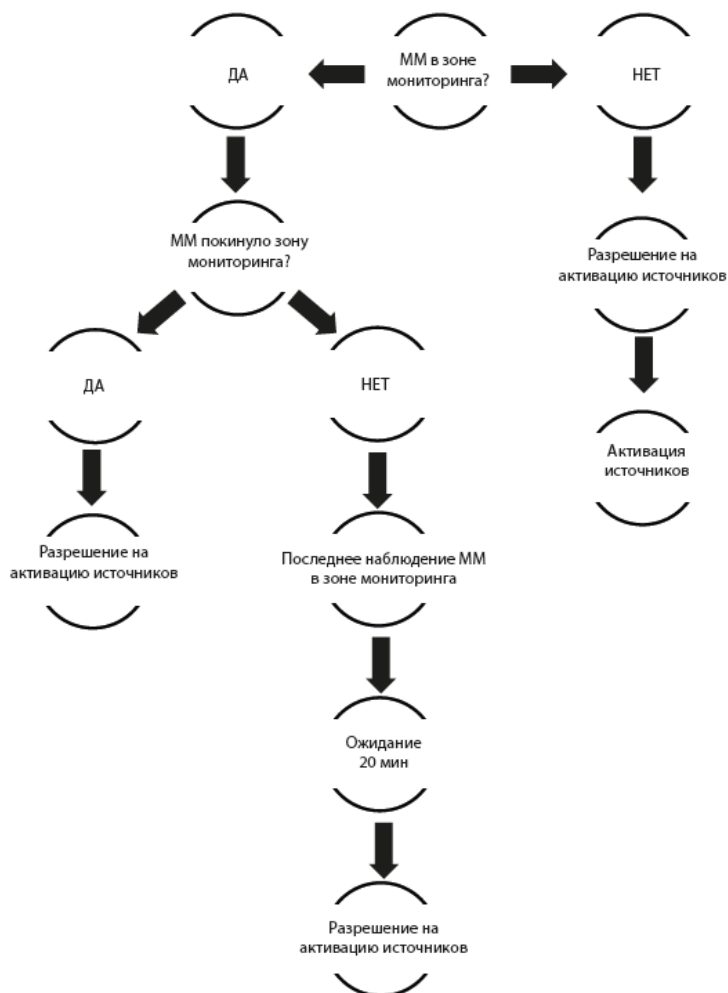 ММ в зоне
мониторинга?
ДА
НЕТ
ММ покинуло зону
мониторинга?
Разрешение на
активацию источников
ДА
НЕТ
Активация
источников
Разрешение на
активацию источников
Последнее наблюдение ММ
в зоне мониторинга
Ожидание
20 мин
Разрешение на
активацию источников